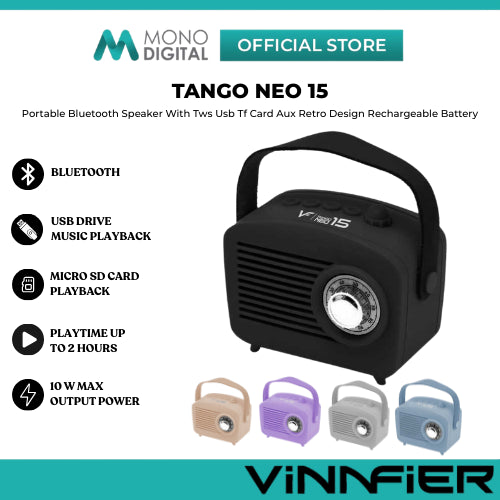 MONO
DIGITAL
OFFICIAL STORE
TANGO NEO 15
Portable Bluetooth Speaker With Tws Usb Tf Card Aux Retro Design Rechargeable Battery
BLUETOOTH
USB DRIVE
MUSIC PLAYBACK
MICRO SD CARD
PLAYBACK
PLAYTIME UP
TO 2 HOURS
10 W MAX
OUTPUT POWER
TANGO
NEO 15
ViNNFiER